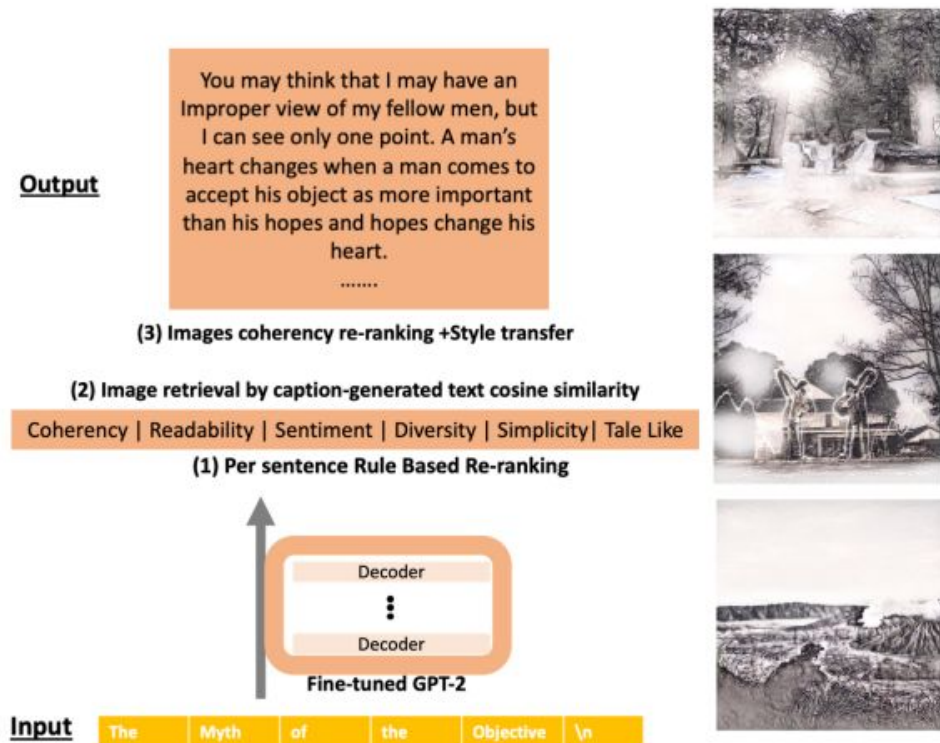 Output
You may think that I may have an
Improper view of my fellow men, but
I can see only one point. A man's
heart changes when a man comes to
accept his object as more important
than his hopes and hopes change his
heart.
.......
(3) Images coherency re-ranking +Style transfer
(2) Image retrieval by caption-generated text cosine similarity
Coherency | Readability | Sentiment | Diversity | Simplicity| Tale Like
(1) Per sentence Rule Based Re-ranking
Decoder
Decoder
Fine-tuned GPT-2
Input The Myth of the Objective \n